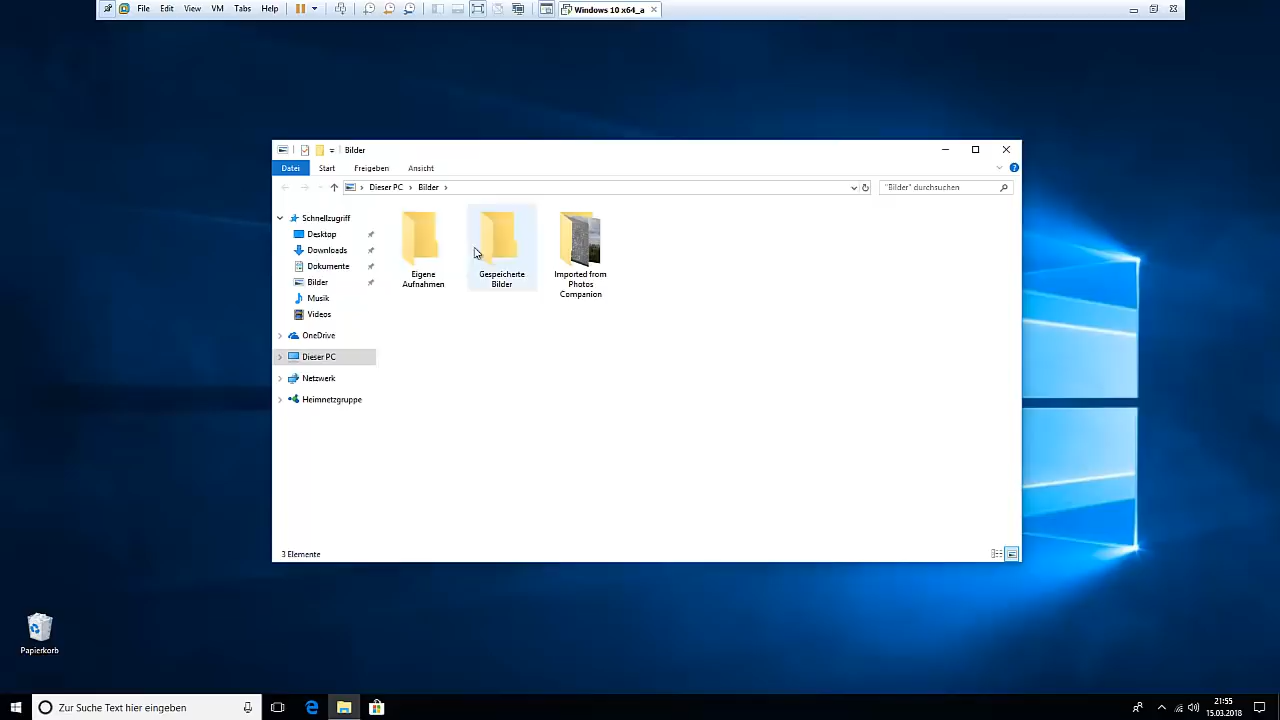 File Edit View VM Tabs Help Windows 10 x64_a
Bilder
Datei Start Freigeben Ansicht
Dieser PC Bilder "Bilder" durchsuchen
Schnellzugriff
Desktop
Downloads
Dokumente
Bilder
Musik
Videos
OneDrive
Dieser PC
Netzwerk
Heimnetzgruppe
Eigene
Aufnahmen
Gespeicherte
Bilder
Imported from
Photos
Companion
3 Elemente
Papierkorb
Zur Suche Text hier eingeben
21:55
15.03.2018